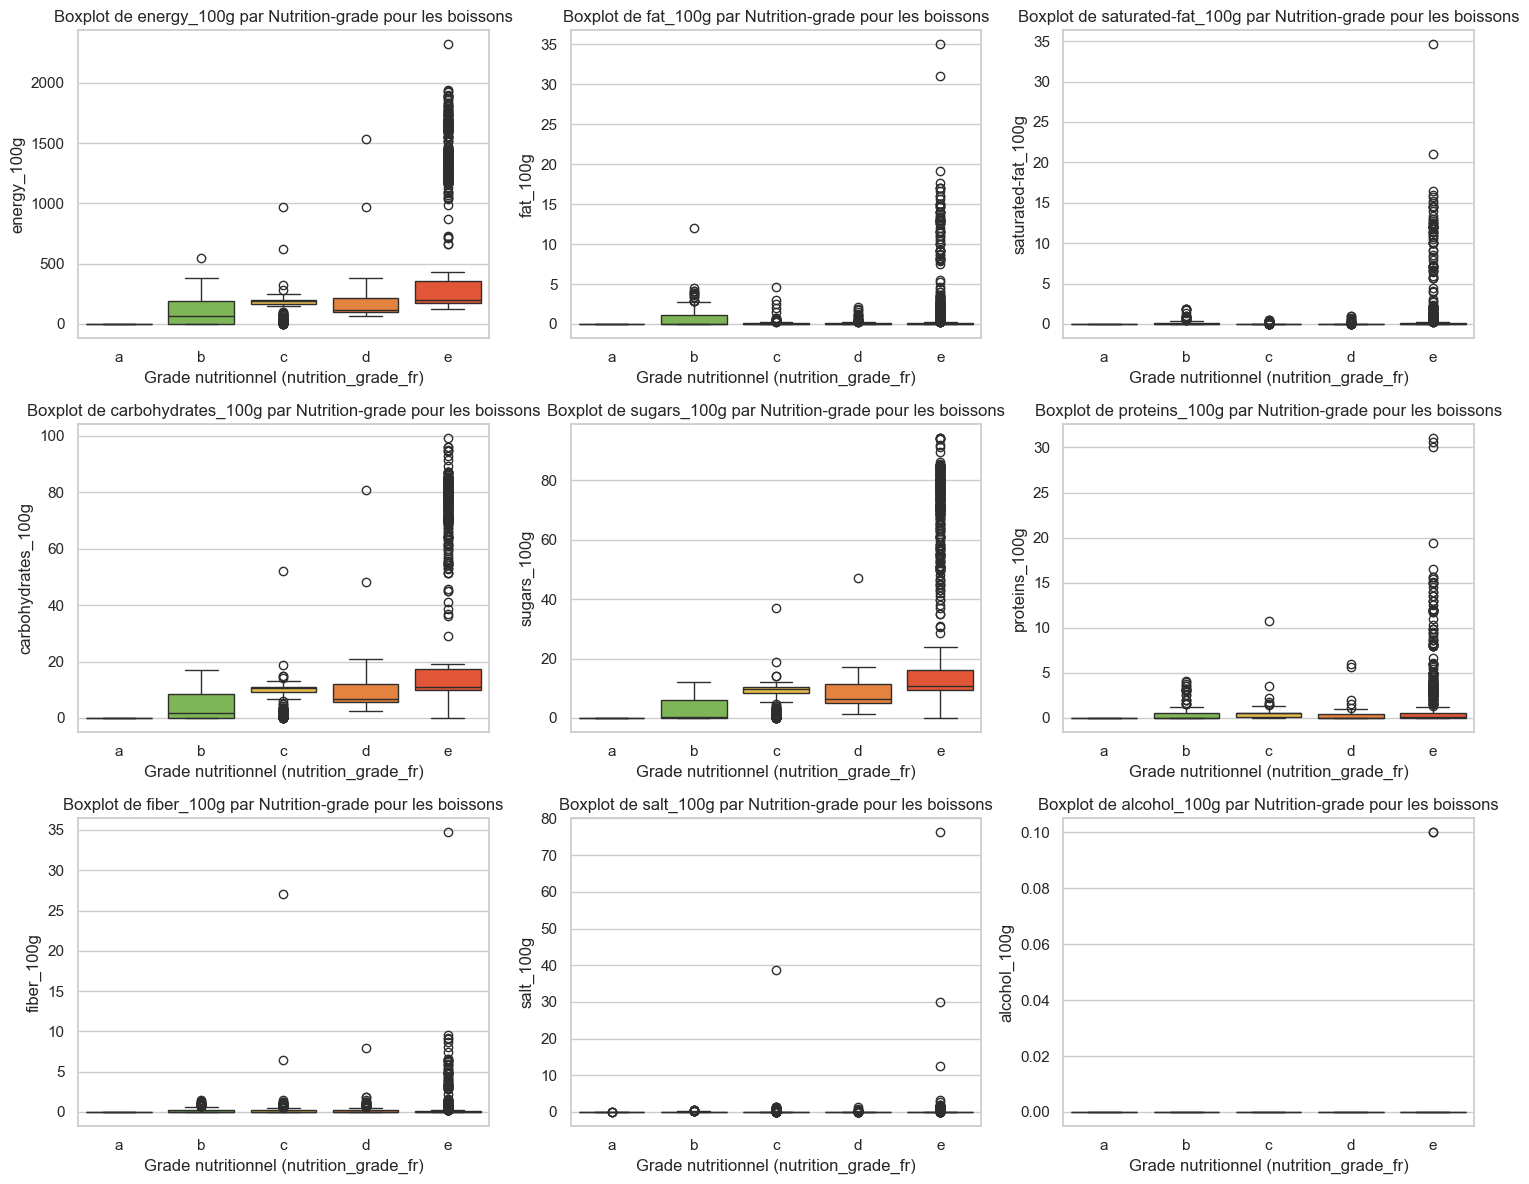 Boxplot de energy_100g par Nutrition-grade pour les boissons
energy_100g
2000
1500
1000
500
0
a b c d e
Grade nutritionnel (nutrition_grade_fr)
Boxplot de fat_100g par Nutrition-grade pour les boissons
fat_100g
35
30
25
20
15
10
5
0
a b c d e
Grade nutritionnel (nutrition_grade_fr)
Boxplot de saturated-fat_100g par Nutrition-grade pour les boissons
saturated-fat_100g
35
30
25
20
15
10
5
0
a b c d e
Grade nutritionnel (nutrition_grade_fr)
Boxplot de carbohydrates_100g par Nutrition-grade pour les boissons
carbohydrates_100g
100
80
60
40
20
0
a b c d e
Grade nutritionnel (nutrition_grade_fr)
Boxplot de sugars_100g par Nutrition-grade pour les boissons
sugars_100g
80
60
40
20
0
a b c d e
Grade nutritionnel (nutrition_grade_fr)
Boxplot de proteins_100g par Nutrition-grade pour les boissons
proteins_100g
30
25
20
15
10
5
0
a b c d e
Grade nutritionnel (nutrition_grade_fr)
Boxplot de fiber_100g par Nutrition-grade pour les boissons
fiber_100g
35
30
25
20
15
10
5
0
a b c d e
Grade nutritionnel (nutrition_grade_fr)
Boxplot de salt_100g par Nutrition-grade pour les boissons
salt_100g
80
70
60
50
40
30
20
10
0
a b c d e
Grade nutritionnel (nutrition_grade_fr)
Boxplot de alcohol_100g par Nutrition-grade pour les boissons
alcohol_100g
0.10
0.08
0.06
0.04
0.02
0.00
a b c d e
Grade nutritionnel (nutrition_grade_fr)